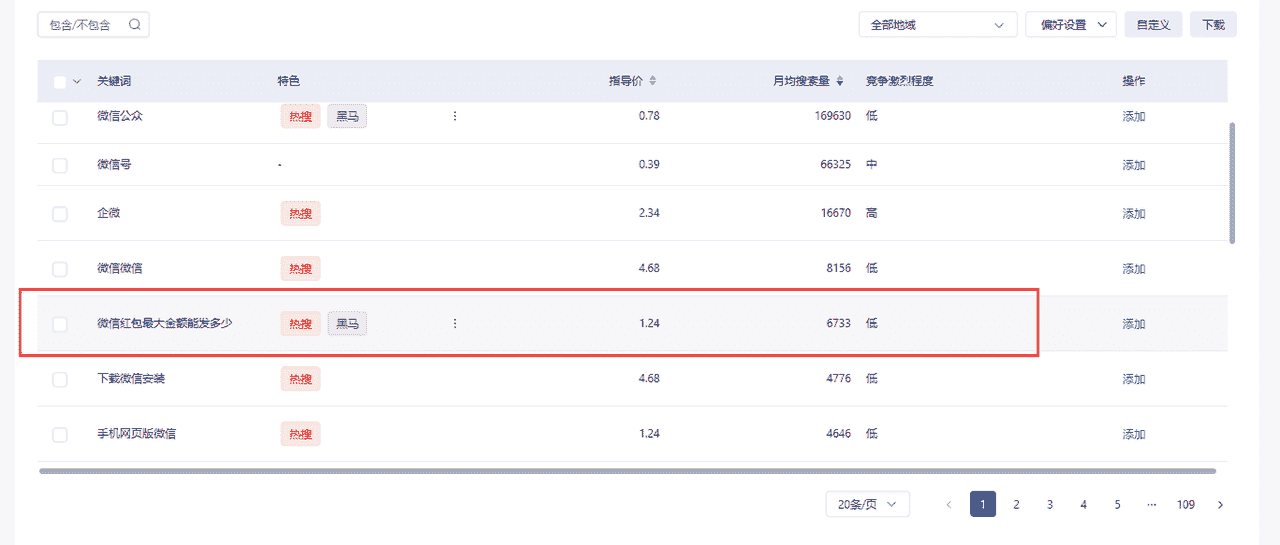 包含/不包含 全部地域 偏好设置 自定义 下载
关键词 特色 指导价 月均搜索量 竞争激烈程度 操作
微信公众 热搜 黑马 0.78 169630 低 添加
微信号 - 0.39 66325 中 添加
企微 热搜 2.34 16670 高 添加
微信微信 热搜 4.68 8156 低 添加
微信红包最大金额能发多少 热搜 黑马 1.24 6733 低 添加
下载微信安装 热搜 4.68 4776 低 添加
手机网页版微信 热搜 1.24 4646 低 添加
20条/页 1 2 3 4 5 ··· 109